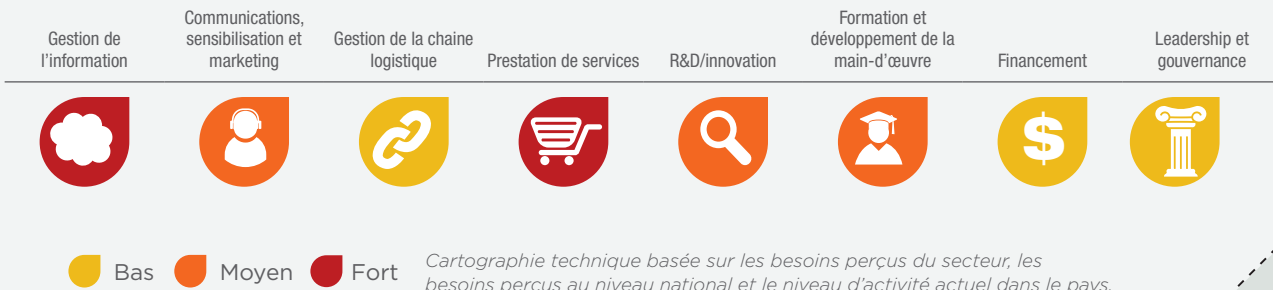 Gestion de
l'information
Communications,
sensibilisation et
marketing
Gestion de la chaine
logistique
Prestation de services
R&D/innovation
Formation et
développement de la
main-d'œuvre
Financement
Leadership et
gouvernance
$
Bas
Moyen
Fort
Cartographie technique basée sur les besoins perçus du secteur, les
besoins perçus au niveau national et le niveau d'activité actuel dans le pays.